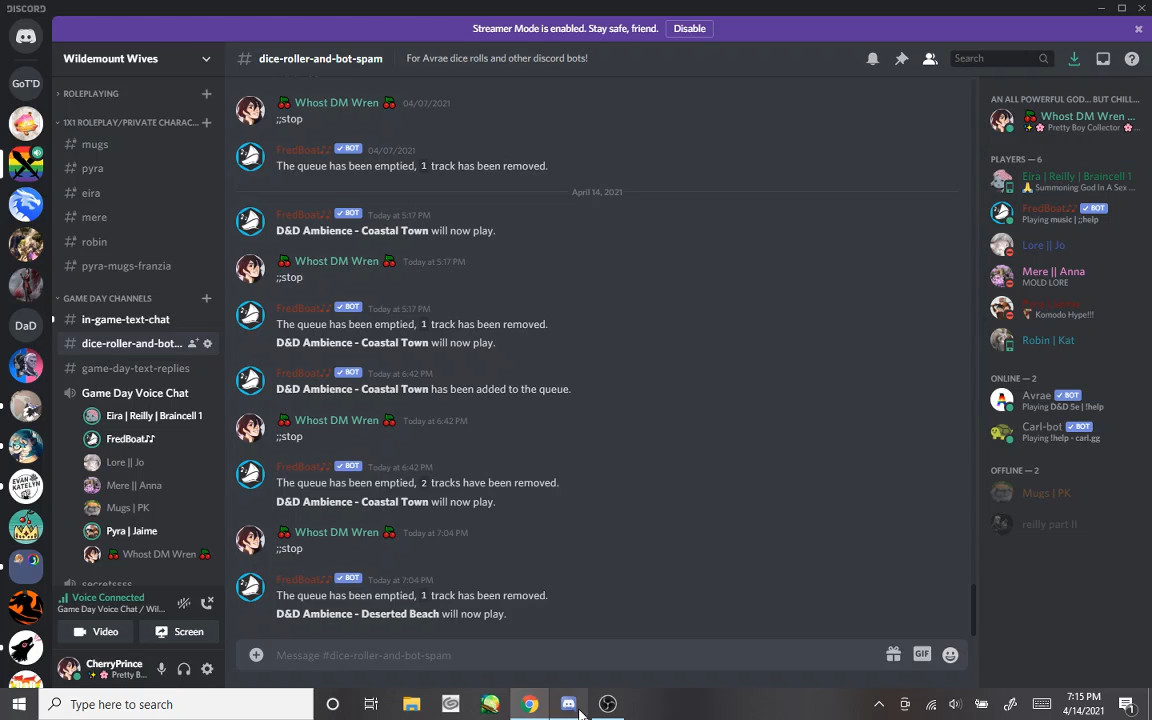 DISCORD
Streamer Mode is enabled. Stay safe, friend. Disable
GoT'D
DaD
EVAN KATELYN
Wildemount Wives
ROLEPLAYING
1X1 ROLEPLAY/PRIVATE CHARAC...
mugs
pyra
eira
mere
robin
pyra-mugs-franzia
GAME DAY CHANNELS
in-game-text-chat
dice-roller-and-bot...
game-day-text-replies
Game Day Voice Chat
Eira | Reilly | Braincell 1
FredBoat♪♪
Lore || Jo
Mere || Anna
Mugs | PK
Pyra | Jaime
🍒 Whost DM Wren 🍒
secretssss
Voice Connected
Game Day Voice Chat / Wil...
Video Screen
CherryPrince
✨🌸 Pretty B...
# dice-roller-and-bot-spam For Avrae dice rolls and other discord bots! Search
🍒 Whost DM Wren 🍒 04/07/2021
;;stop
FredBoat♪♪ ✓ BOT 04/07/2021
The queue has been emptied, 1 track has been removed.
April 14, 2021
FredBoat♪♪ ✓ BOT Today at 5:17 PM
D&D Ambience - Coastal Town will now play.
🍒 Whost DM Wren 🍒 Today at 5:17 PM
;;stop
FredBoat♪♪ ✓ BOT Today at 5:17 PM
The queue has been emptied, 1 track has been removed.
D&D Ambience - Coastal Town will now play.
FredBoat♪♪ ✓ BOT Today at 6:42 PM
D&D Ambience - Coastal Town has been added to the queue.
🍒 Whost DM Wren 🍒 Today at 6:42 PM
;;stop
FredBoat♪♪ ✓ BOT Today at 6:42 PM
The queue has been emptied, 2 tracks have been removed.
D&D Ambience - Coastal Town will now play.
🍒 Whost DM Wren 🍒 Today at 7:04 PM
;;stop
FredBoat♪♪ ✓ BOT Today at 7:04 PM
The queue has been emptied, 1 track has been removed.
D&D Ambience - Deserted Beach will now play.
Message #dice-roller-and-bot-spam
GIF
AN ALL POWERFUL GOD... BUT CHILL...
🍒 Whost DM Wren ...
✨🌸 Pretty Boy Collector 🌸...
PLAYERS — 6
Eira | Reilly | Braincell 1
🙏 Summoning God In A Sex ...
FredBoat♪♪ ✓ BOT
Playing music | ;;help
Lore || Jo
Mere || Anna
MOLD LORE
Pyra | Jaime
Komodo Hype!!!
Robin | Kat
ONLINE — 2
Avrae ✓ BOT
Playing D&D 5e | !help
Carl-bot ✓ BOT
Playing !help - carl.gg
OFFLINE — 2
Mugs | PK
reilly part II
Type here to search
7:15 PM
4/14/2021
1